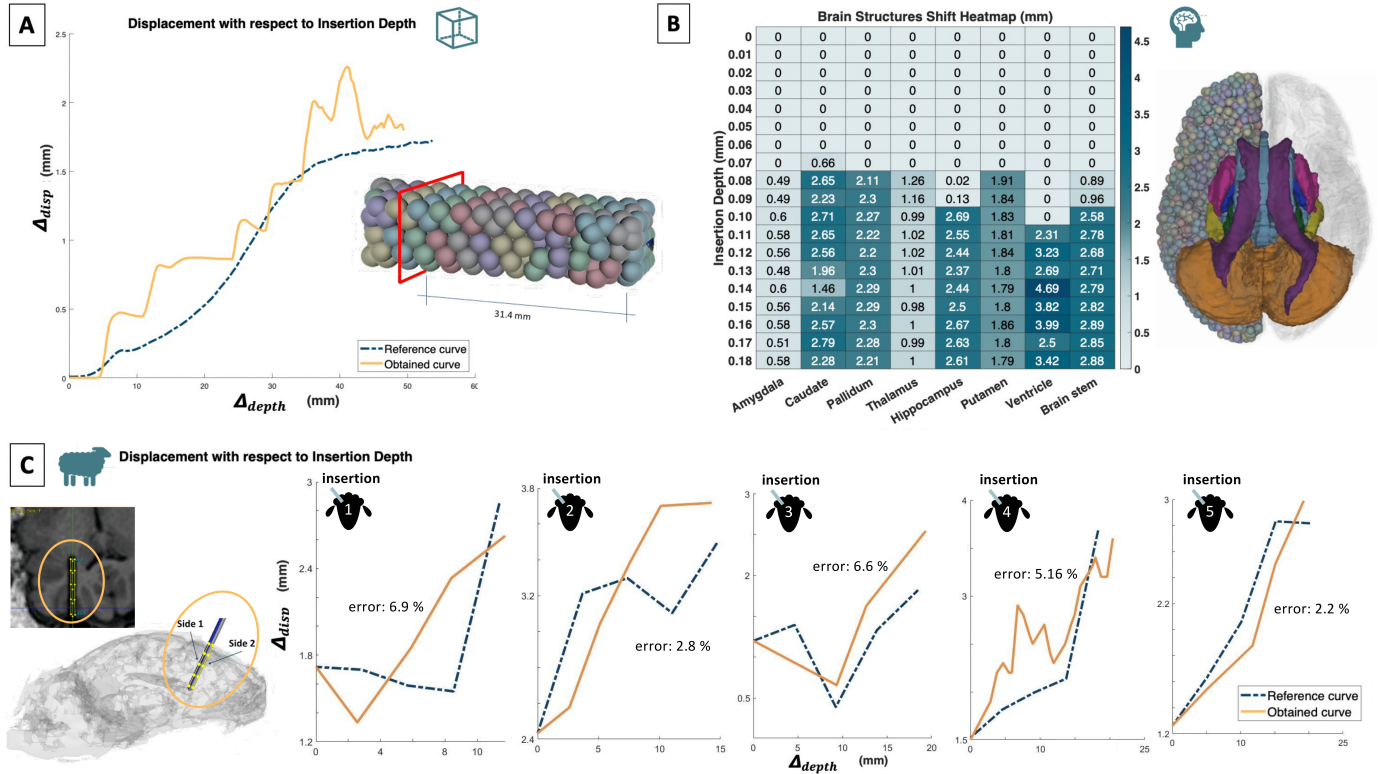 A
Displacement with respect to Insertion Depth
2.5
2
1.5
1
0.5
0
Δdisp (mm)
0 10 20 30 40 50
Δdepth (mm)
31.4 mm
Reference curve
Obtained curve
B
Brain Structures Shift Heatmap (mm)
Insertion Depth (mm)
0 0 0 0 0 0 0 0 0
0.01 0 0 0 0 0 0 0 0
0.02 0 0 0 0 0 0 0 0
0.03 0 0 0 0 0 0 0 0
0.04 0 0 0 0 0 0 0 0
0.05 0 0 0 0 0 0 0 0
0.06 0 0 0 0 0 0 0 0
0.07 0 0.66 0 0 0 0 0 0
0.08 0.49 2.65 2.11 1.26 0.02 1.91 0 0.89
0.09 0.49 2.23 2.3 1.16 0.13 1.84 0 0.96
0.10 0.6 2.71 2.27 0.99 2.69 1.83 0 2.58
0.11 0.58 2.65 2.22 1.02 2.55 1.81 2.31 2.78
0.12 0.56 2.56 2.2 1.02 2.44 1.84 3.23 2.68
0.13 0.48 1.96 2.3 1.01 2.37 1.8 2.69 2.71
0.14 0.6 1.46 2.29 1 2.44 1.79 4.69 2.79
0.15 0.56 2.14 2.29 0.98 2.5 1.8 3.82 2.82
0.16 0.58 2.57 2.3 1 2.67 1.86 3.99 2.89
0.17 0.51 2.79 2.28 0.99 2.63 1.8 2.5 2.85
0.18 0.58 2.28 2.21 1 2.61 1.79 3.42 2.88
Amygdala Caudate Pallidum Thalamus Hippocampus Putamen Ventricle Brain stem
4.5
4
3.5
3
2.5
2
1.5
1
0.5
0
C
Displacement with respect to Insertion Depth
Side 1
Side 2
Δdisp (mm)
insertion
1
3
2.4
1.8
1.2
0 4 8
error: 6.9 %
insertion
2
3.8
3.2
2.4
0 5 10 15
error: 2.8 %
insertion
3
3
2
0.5
0 5 10 15 20
error: 6.6 %
insertion
4
4
3
1.5
0 10 25
error: 5.16 %
insertion
5
3
2.2
1.2
0 10 25
error: 2.2 %
Reference curve
Obtained curve
Δdepth (mm)